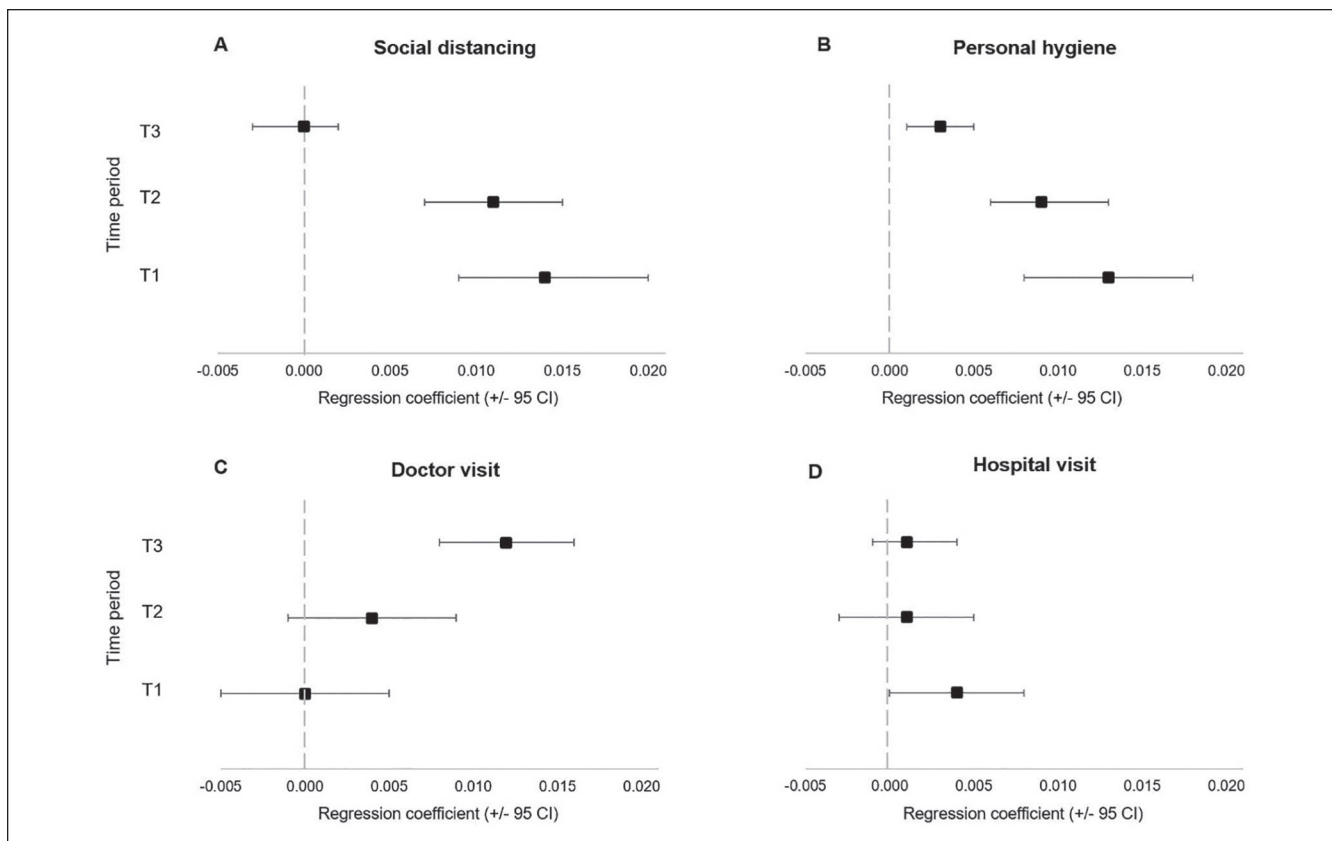 A
Social distancing
T3
T2
T1
Time period
-0.005 0.000 0.005 0.010 0.015 0.020
Regression coefficient (+/- 95 CI)
B
Personal hygiene
-0.005 0.000 0.005 0.010 0.015 0.020
Regression coefficient (+/- 95 CI)
C
Doctor visit
T3
T2
T1
Time period
-0.005 0.000 0.005 0.010 0.015 0.020
Regression coefficient (+/- 95 CI)
D
Hospital visit
-0.005 0.000 0.005 0.010 0.015 0.020
Regression coefficient (+/- 95 CI)